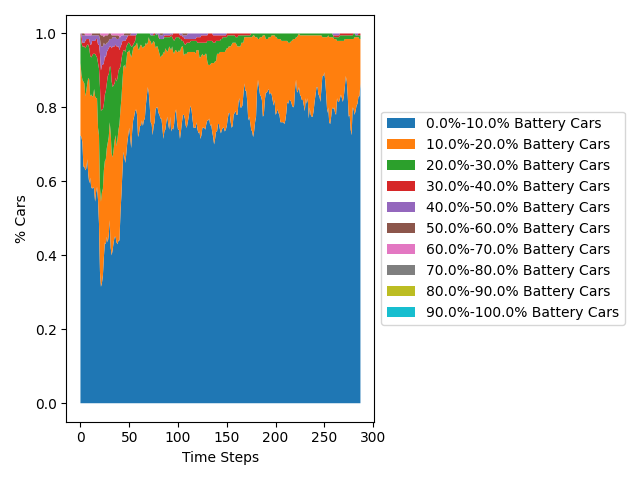 1.0
0.8
0.6
0.4
0.2
0.0
% Cars
0
50
100
150
200
250
300
Time Steps
0.0%-10.0% Battery Cars
10.0%-20.0% Battery Cars
20.0%-30.0% Battery Cars
30.0%-40.0% Battery Cars
40.0%-50.0% Battery Cars
50.0%-60.0% Battery Cars
60.0%-70.0% Battery Cars
70.0%-80.0% Battery Cars
80.0%-90.0% Battery Cars
90.0%-100.0% Battery Cars